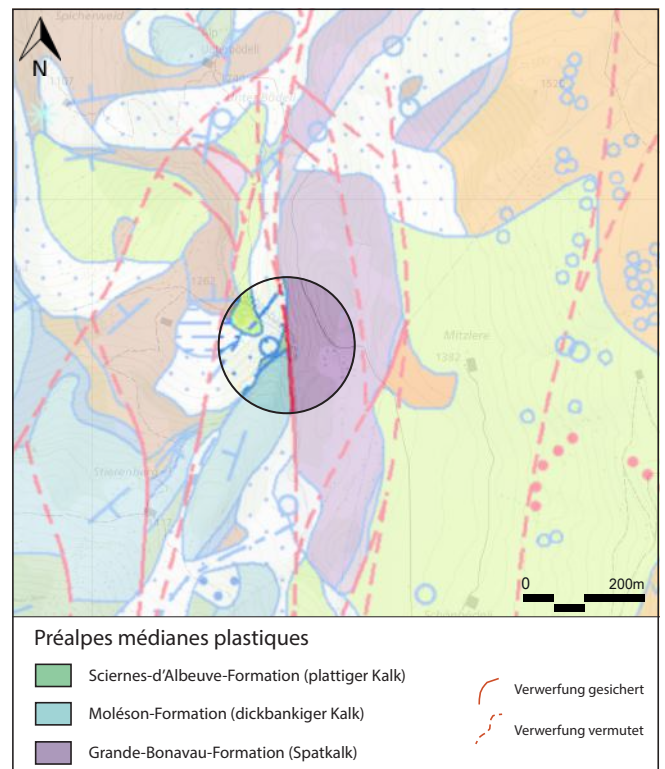 Spicherweid
N
1262
Mitzlere
1382
0 200m
Préalpes médianes plastiques
Sciernes-d'Albeuve-Formation (plattiger Kalk)
Verwerfung gesichert
Moléson-Formation (dickbankiger Kalk)
Verwerfung vermutet
Grande-Bonavau-Formation (Spatkalk)